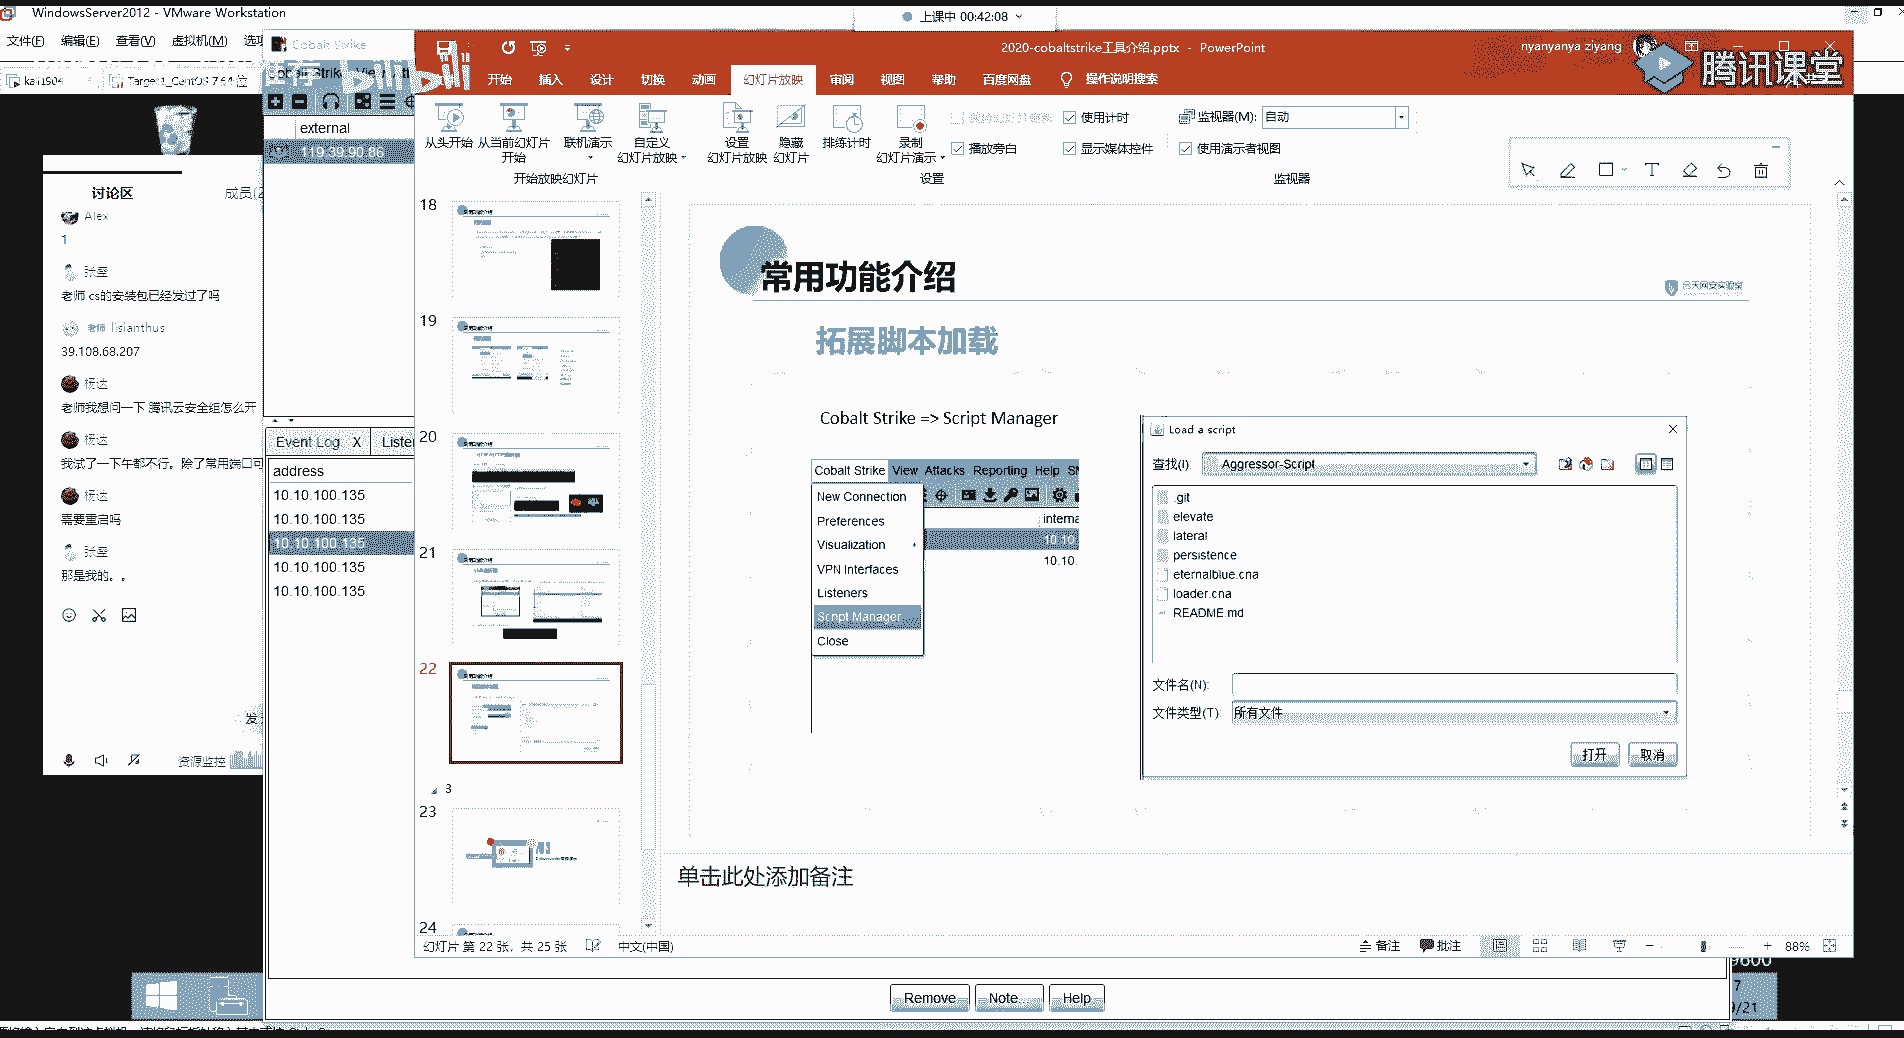 WindowsServer2012 - VMware Workstation
上课中 00:42:08
文件(F) 编辑(E) 查看(V) 虚拟机(M)
Cobalt Strike
2020-cobaltstrike工具介绍.pptx - PowerPoint
nyanyanya ziyang
腾讯课堂
bilibili
开始 插入 设计 切换 动画 幻灯片放映 审阅 视图 帮助 百度网盘 操作说明搜索
external
119.39.90.86
从头开始
从当前幻灯片
开始
联机演示
自定义
幻灯片放映
设置
幻灯片放映
隐藏
幻灯片
排练计时
录制
幻灯片演示
使用计时
播放旁白
显示媒体控件
监视器(M): 自动
使用演示者视图
开始放映幻灯片
设置
监视器
讨论区
Alex
1
老师 cs的安装包已经发过了吗
老师 lisianthus
39.108.68.207
杨达
老师我想问一下 腾讯云安全组怎么开
杨达
我试了一下午都不行。除了常用端口可
杨达
需要重启吗
那是我的。。
资源监控
Event Log X
address
10.10.100.135
10.10.100.135
10.10.100.135
10.10.100.135
10.10.100.135
18
19
20
21
22
3
23
24
常用功能介绍
拓展脚本加载
Cobalt Strike => Script Manager
Cobalt Strike View Attacks Reporting Help
New Connection
Preferences
Visualization
VPN Interfaces
Listeners
Script Manager
Close
interna
10.10
10.10.
Load a script
查找(I): Aggressor-Script
.git
elevate
lateral
persistence
eternalblue.cna
loader.cna
README.md
文件名(N):
文件类型(T): 所有文件
打开 取消
单击此处添加备注
幻灯片 第 22 张，共 25 张 中文(中国)
备注 批注 88%
Remove Note... Help